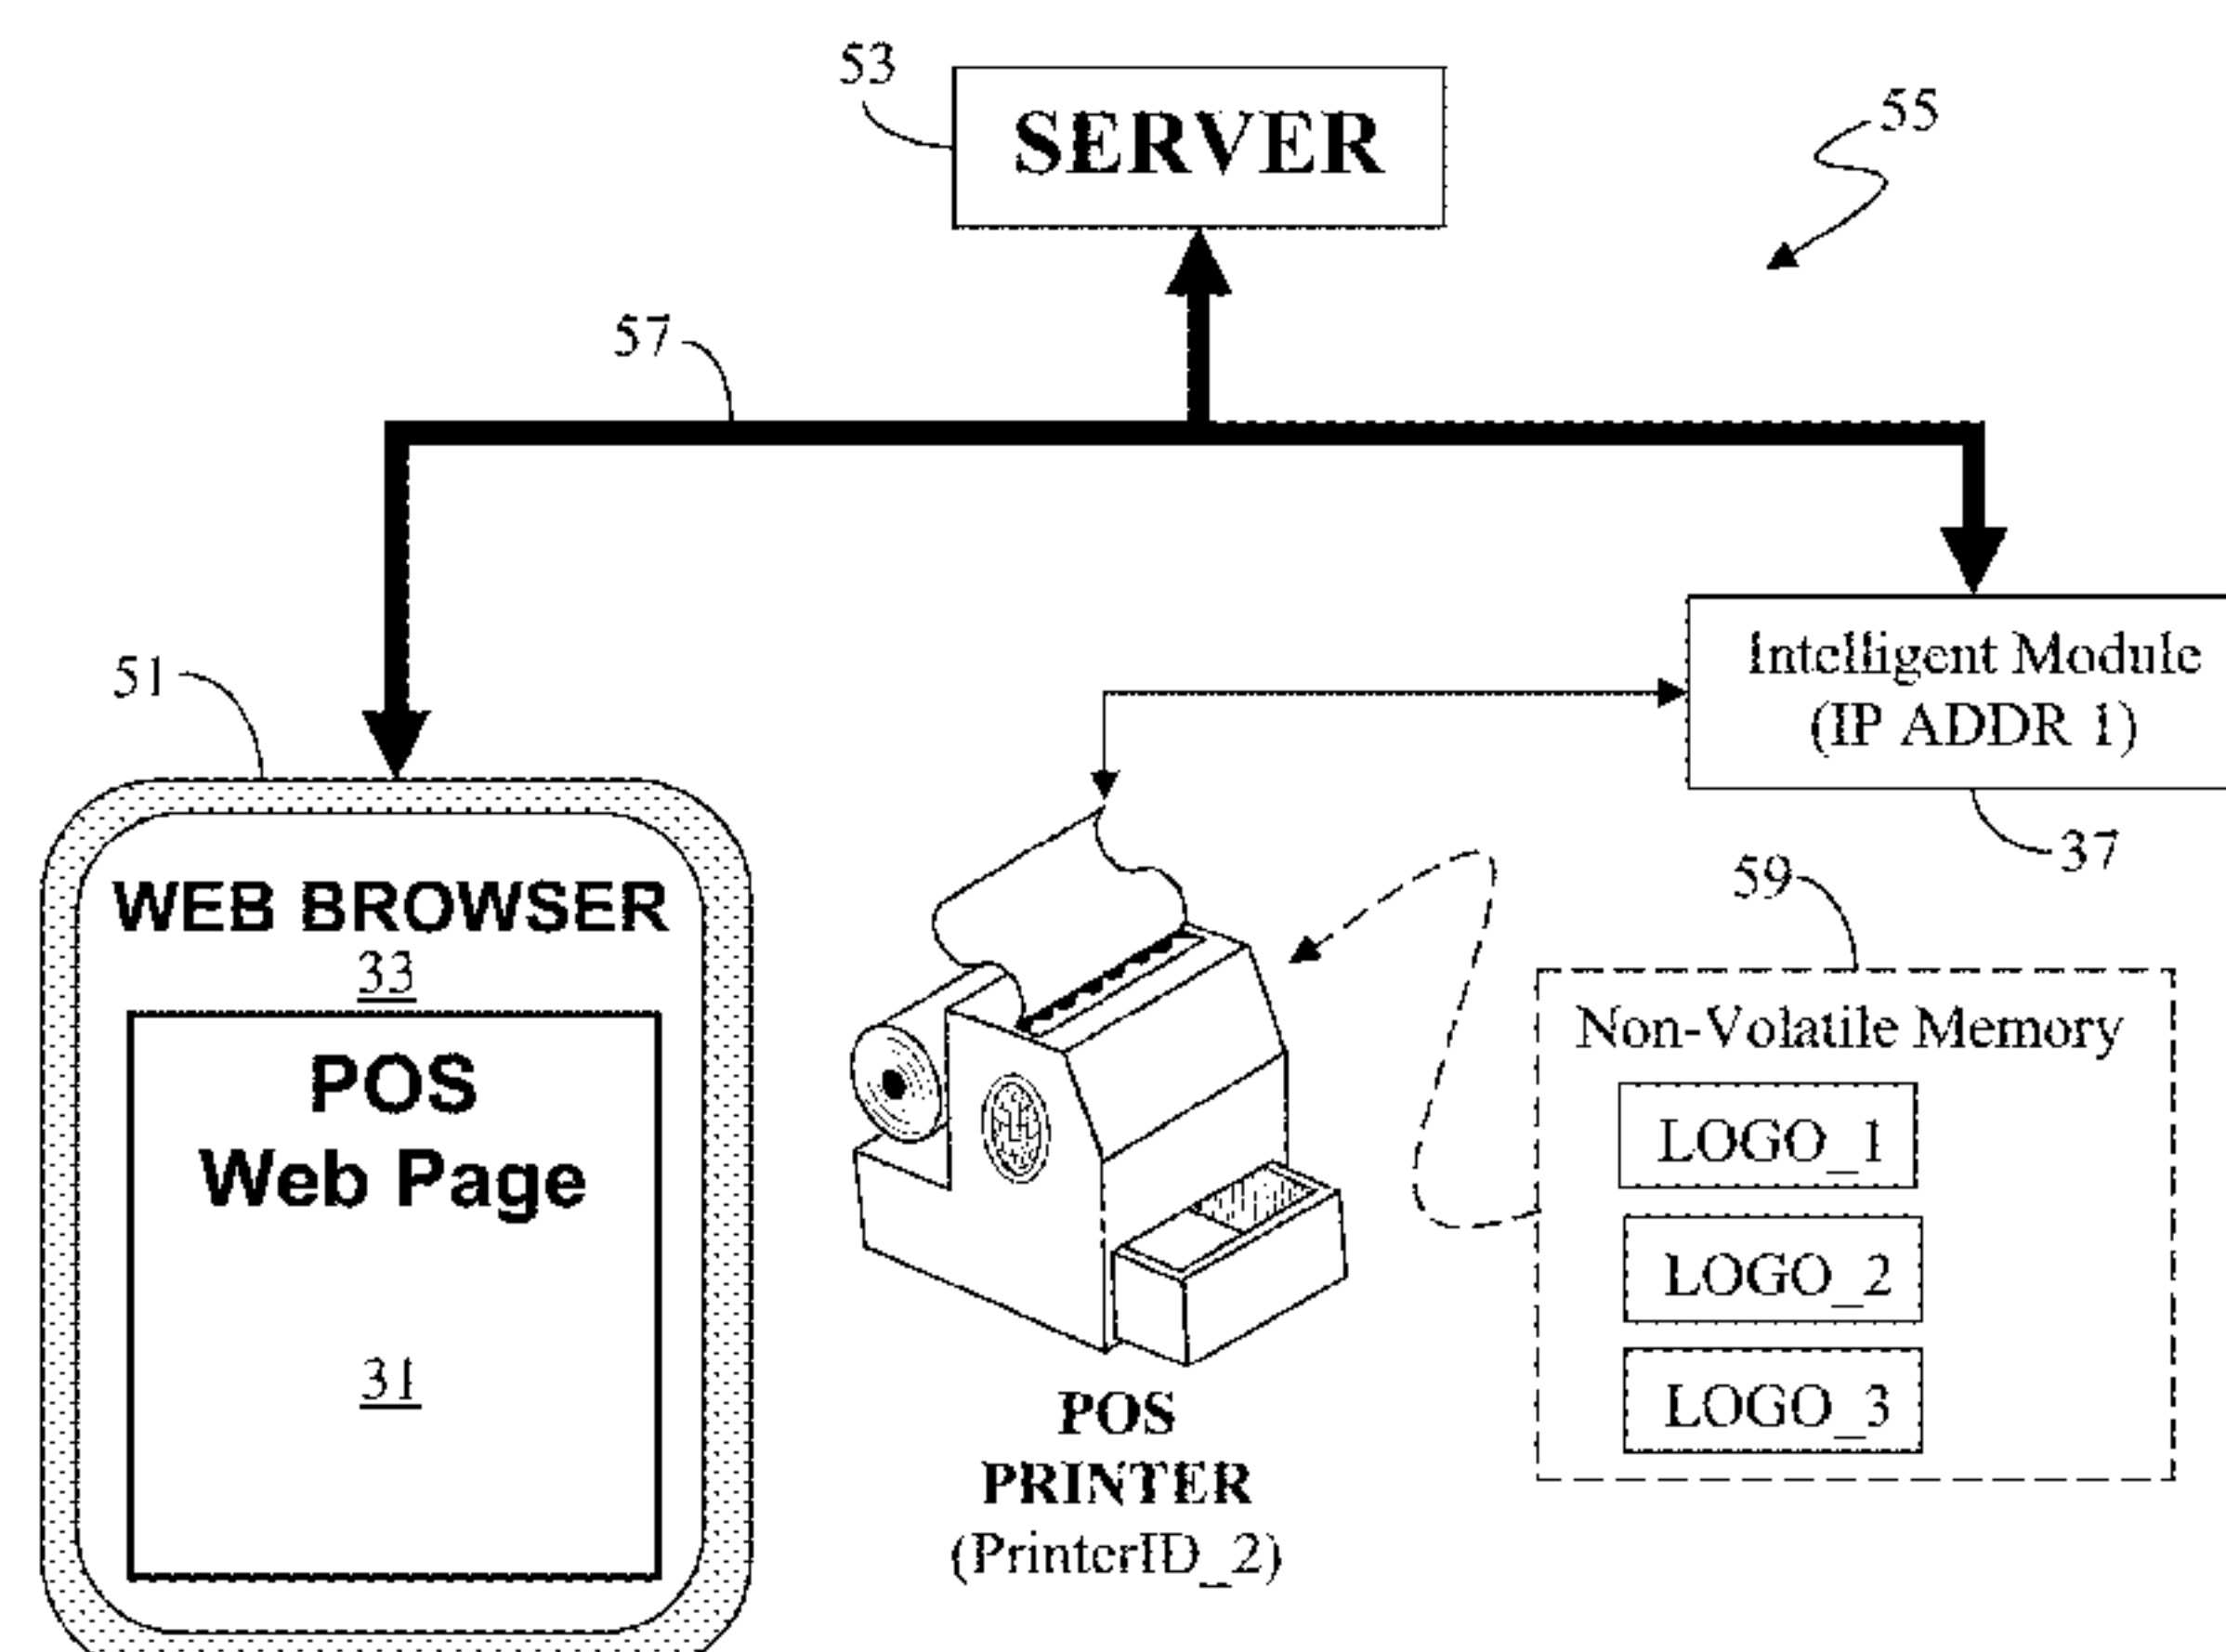 53
SERVER
55
57
51
Intelligent Module
(IP ADDR 1)
37
WEB BROWSER
33
POS
Web Page
31
59
Non-Volatile Memory
LOGO_1
LOGO_2
LOGO_3
POS
PRINTER
(PrinterID_2)